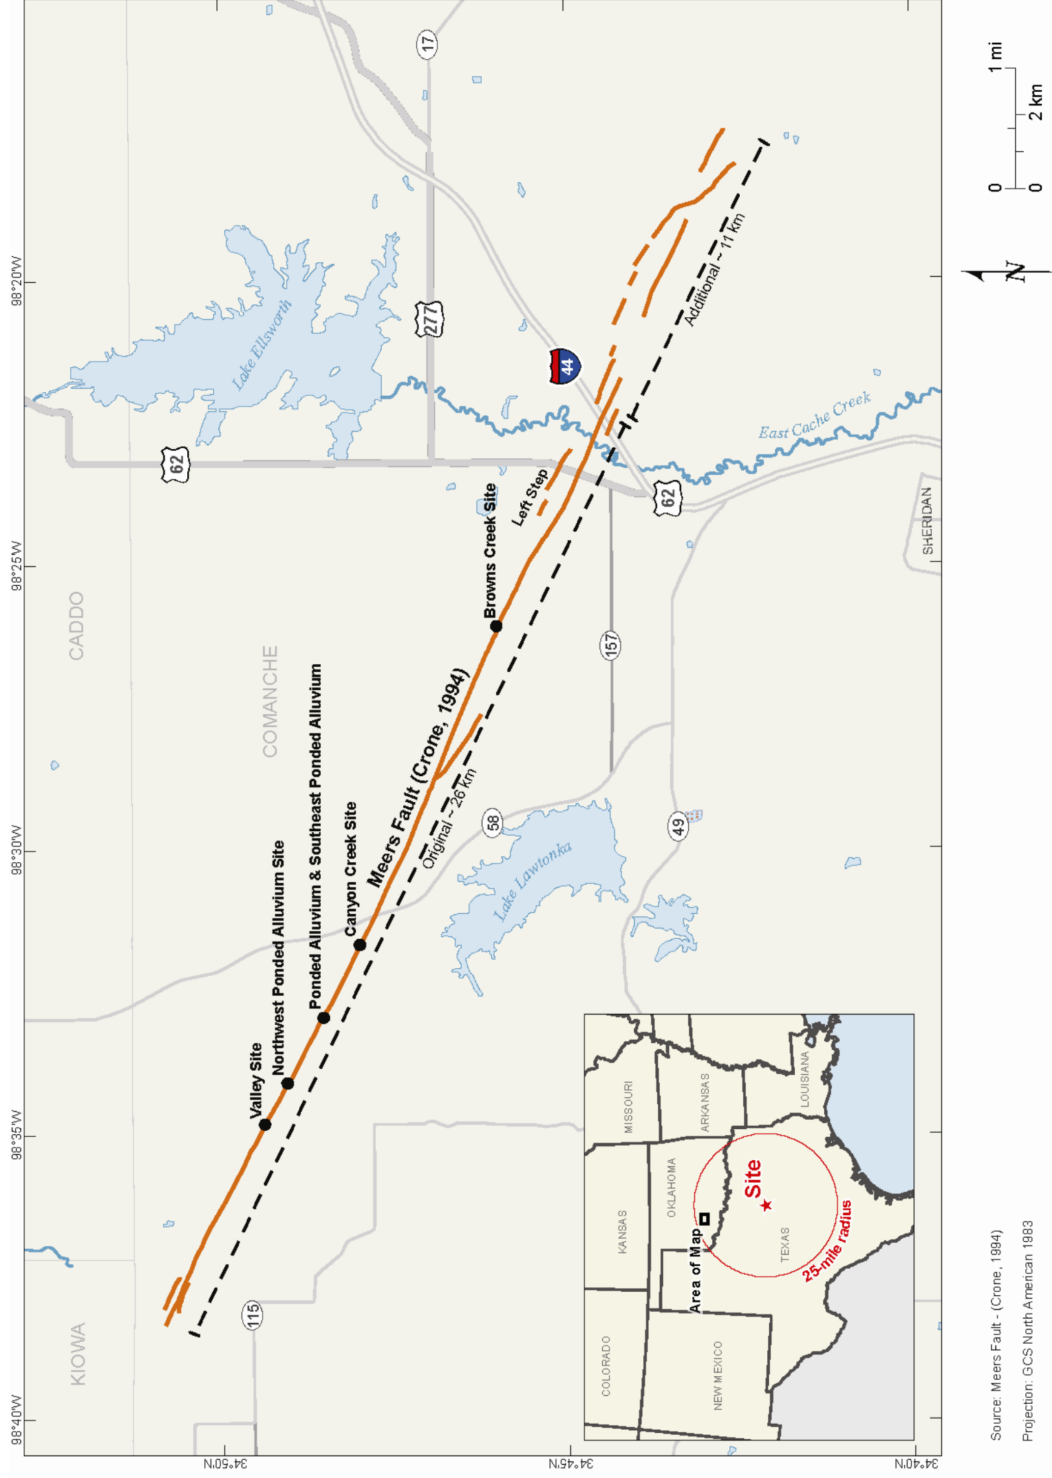 98°40'W
98°35'W
98°30'W
98°25'W
98°20'W
KIOWA
CADDO
COMANCHE
62
17
Lake Ellsworth
277
115
Valley Site
Northwest Ponded Alluvium Site
Ponded Alluvium & Southeast Ponded Alluvium
Canyon Creek Site
Meers Fault (Crone, 1994)
Original ~ 26 km
Browns Creek Site
Left Step
44
58
Lake Lawtonka
157
62
49
Additional ~ 11 km
East Cache Creek
SHERIDAN
34°50'N
34°45'N
34°40'N
COLORADO
KANSAS
MISSOURI
NEW MEXICO
OKLAHOMA
ARKANSAS
Area of Map
Site
TEXAS
LOUISIANA
25-mile radius
N
0 1 mi
0 2 km
Source: Meers Fault - (Crone, 1994)
Projection: GCS North American 1983